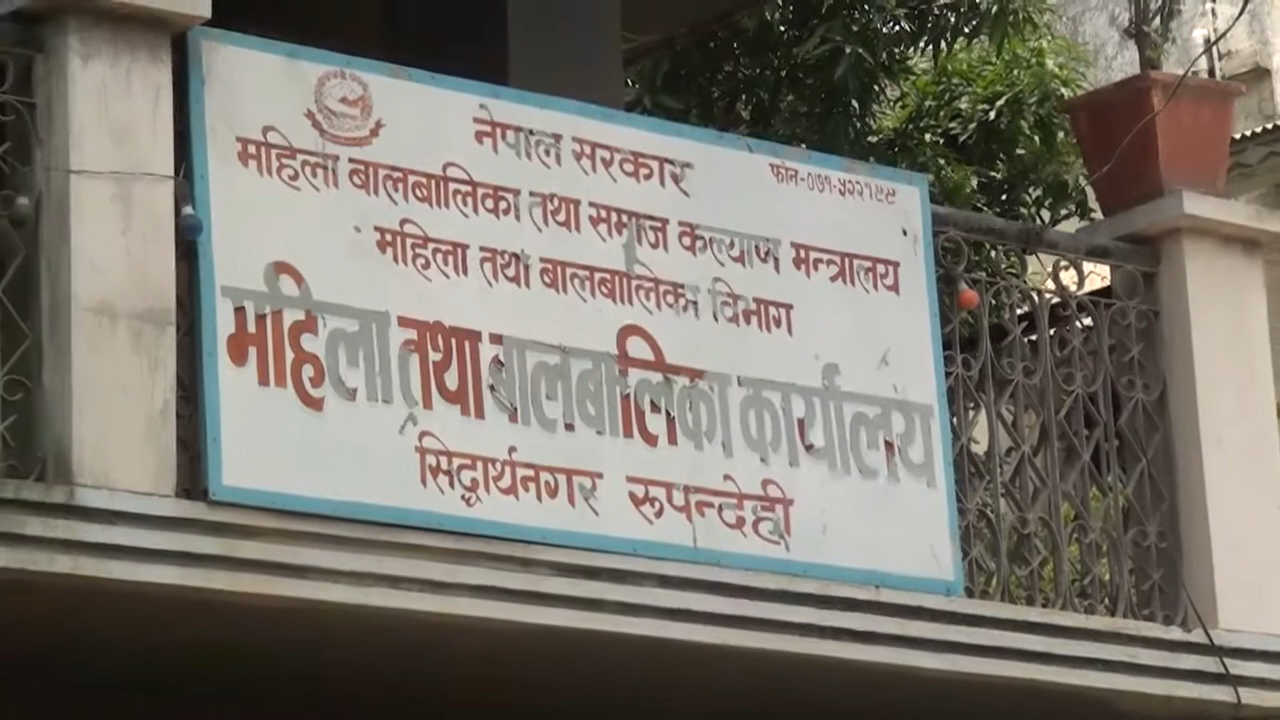 नेपाल सरकार
फोन-०७१-५२२१९९
महिला बालबालिका तथा समाज कल्याण मन्त्रालय
महिला तथा बालबालिका विभाग
महिला तथा बालबालिका कार्यालय
सिद्धार्थनगर रूपन्देही